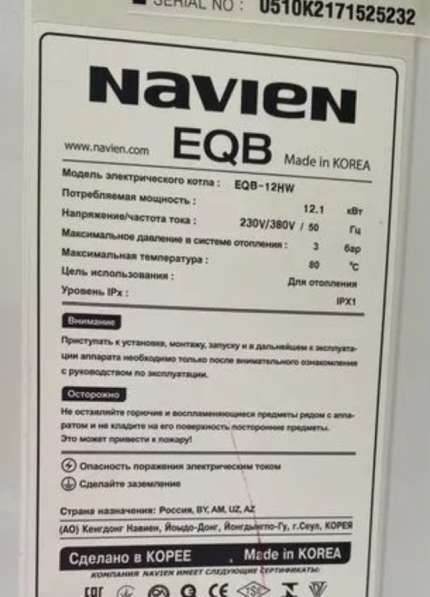 SERIAL NO : 0510K2171525232
NAVIEN
www.navien.com EQB Made in KOREA
Модель электрического котла : EQB-12HW
Потребляемая мощность : 12.1 кВт
Напряжение/частота тока : 230V/380V / 50 Гц
Максимальное давление в системе отопления : 3 бар
Максимальная температура : 80 °C
Цель использования : Для отопления
Уровень IPx : IPX1
Внимание
Приступать к установке, монтажу, запуску и в дальнейшем к эксплуата-
ции аппарата необходимо только после внимательного ознакомления
с руководством по эксплуатации.
Осторожно
Не оставляйте горючие и воспламеняющиеся предметы рядом с аппа-
ратом и не кладите на его поверхность посторонние предметы.
Это может привести к пожару!
Опасность поражения электрическим током
Сделайте заземление
Страна назначения: Россия, BY, AM, UZ, AZ
(АО) Кенгдонг Навиен, Йоыдо-Донг, Йонгдынгпо-Гу, г.Сеул, КОРЕЯ
Сделано в КОРЕЕ Made in KOREA
КОМПАНИЯ NAVIEN ИМЕЕТ СЛЕДУЮЩИЕ СЕРТИФИКАТЫ:
EAC CE